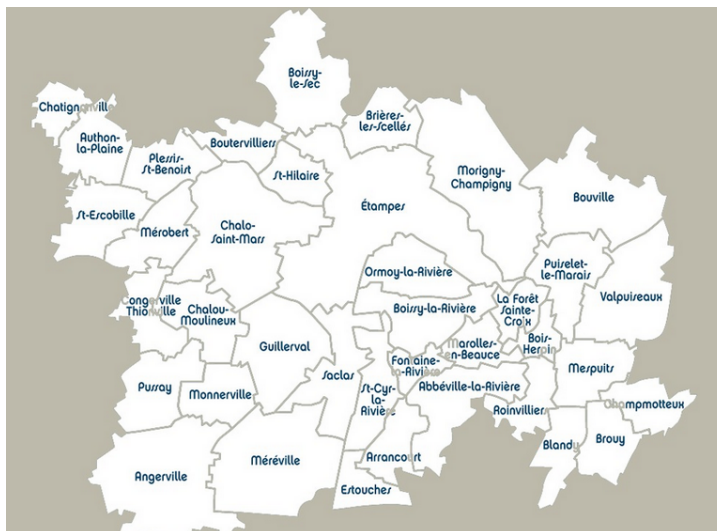 Boissy-
le-Sec
Chatignonville
Brières-
les-Scellés
Authon-
la-Plaine
Boutervilliers
Plessis-
St-Benoist
Morigny-
Champigny
St-Hilaire
Bouville
Étampes
St-Escobille
Mérobert
Chalo-
Saint-Mars
Puiselet-
le-Marais
Ormoy-la-Rivière
Valpuiseaux
Congerville
Thionville
Chalou-
Moulineux
Boissy-la-Rivière
La Forêt
Sainte-
Croix
Guillerval
Marolles-
en-Beauce
Bois-
Herpin
Fontaine-
la-Rivière
Mespuits
Saclas
Pussay
Monnerville
St-Cyr-
la-
Rivière
Abbéville-la-Rivière
Champmotteux
Roinvilliers
Blandy
Brouy
Arrancourt
Méréville
Angerville
Estouches